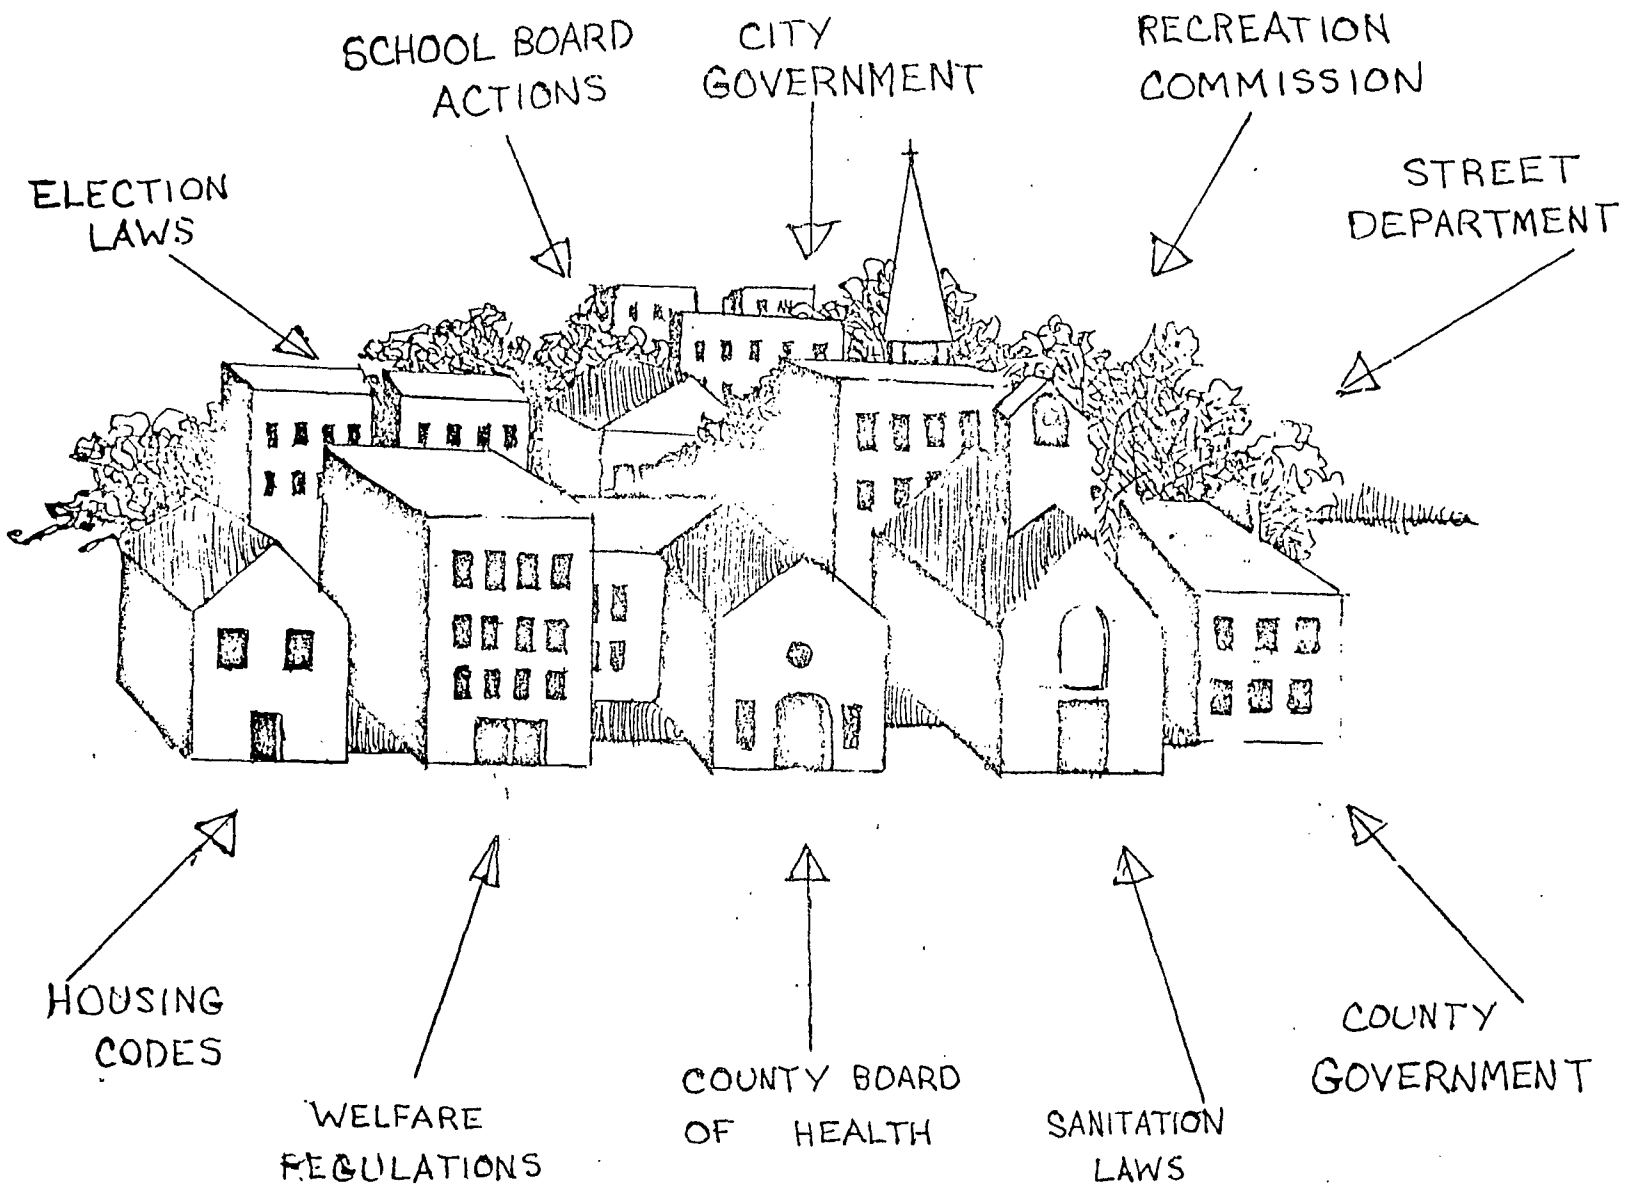 SCHOOL BOARD
ACTIONS
CITY
GOVERNMENT
RECREATION
COMMISSION
ELECTION
LAWS
STREET
DEPARTMENT
HOUSING
CODES
WELFARE
REGULATIONS
COUNTY BOARD
OF HEALTH
SANITATION
LAWS
COUNTY
GOVERNMENT